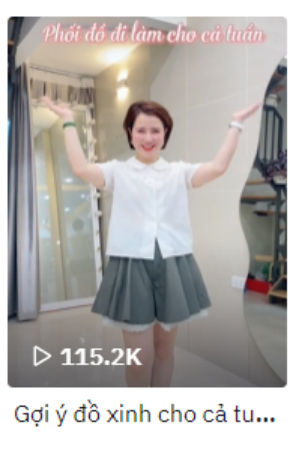 Phối đồ đi làm cho cả tuần
115.2K
Gợi ý đồ xinh cho cả tu...